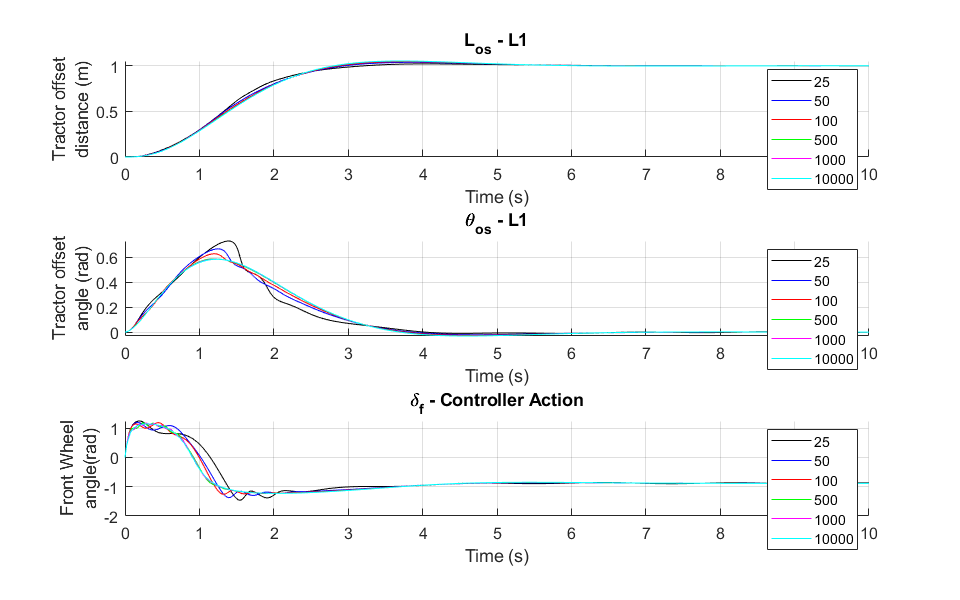 L_os - L1
Tractor offset
distance (m)
1
0.5
0
0 1 2 3 4 5 6 7 8 10
Time (s)
25
50
100
500
1000
10000
θ_os - L1
Tractor offset
angle (rad)
0.6
0.4
0.2
0
0 1 2 3 4 5 6 7 8 10
Time (s)
25
50
100
500
1000
10000
δ_f - Controller Action
Front Wheel
angle(rad)
1
0
-1
-2
0 1 2 3 4 5 6 7 8 10
Time (s)
25
50
100
500
1000
10000